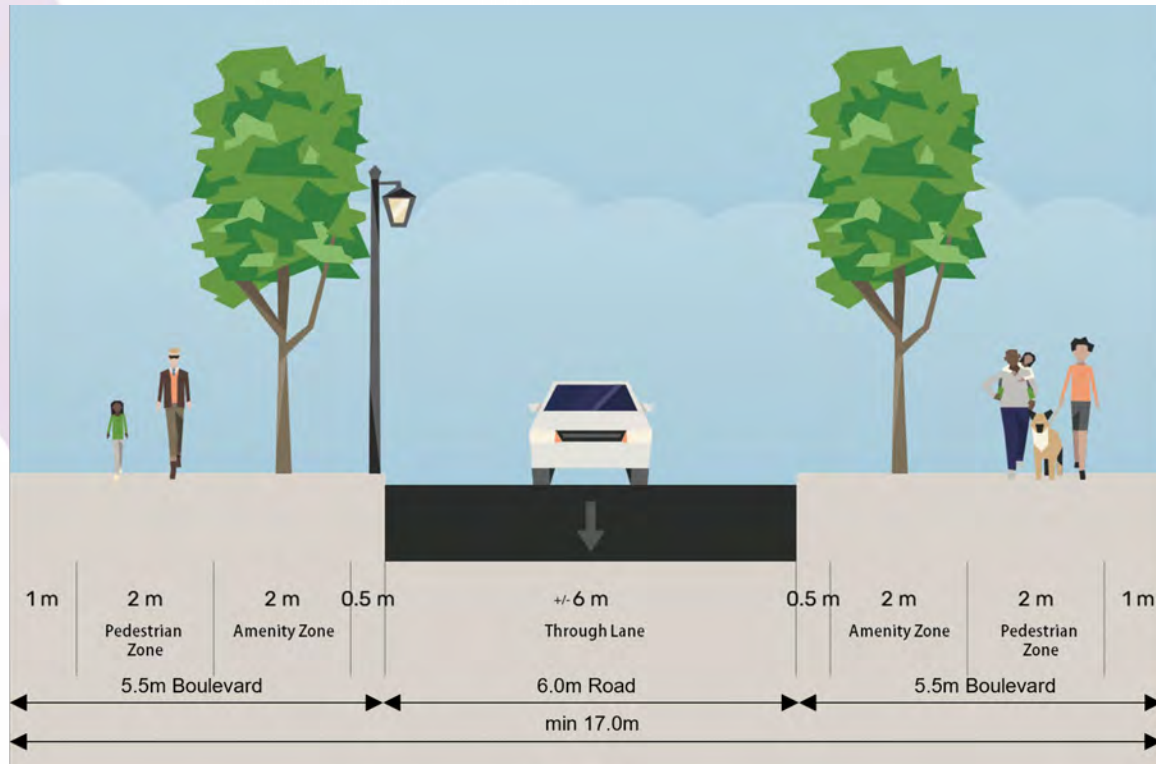 1 m 2 m 2 m 0.5 m +/- 6 m 0.5 m 2 m 2 m 1 m
Pedestrian Zone
Amenity Zone
Through Lane
Amenity Zone
Pedestrian Zone
5.5m Boulevard 6.0m Road 5.5m Boulevard
min 17.0m